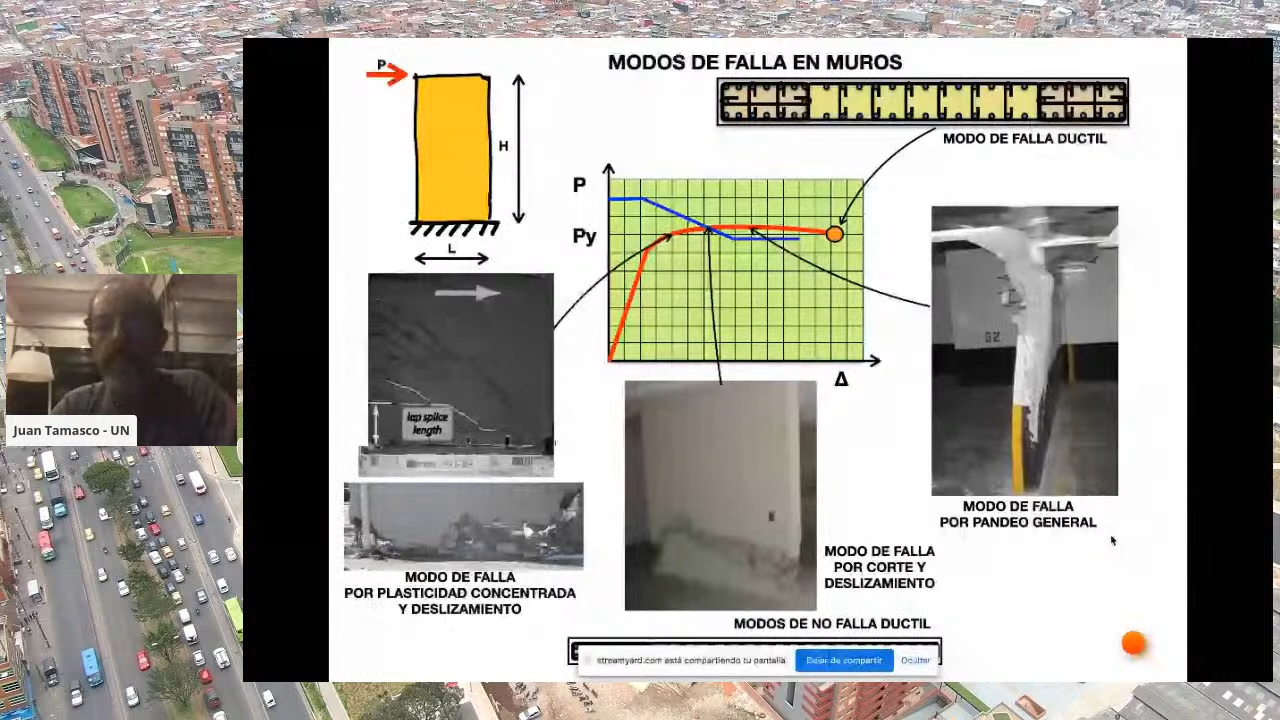 MODOS DE FALLA EN MUROS
P
H
L
MODO DE FALLA DUCTIL
P
Py
Δ
lap splice
length
MODO DE FALLA
POR PLASTICIDAD CONCENTRADA
Y DESLIZAMIENTO
MODO DE FALLA
POR CORTE Y
DESLIZAMIENTO
MODO DE FALLA
POR PANDEO GENERAL
MODOS DE NO FALLA DUCTIL
streamyard.com está compartiendo tu pantalla.
Dejar de compartir
Ocultar
Juan Tamasco - UN